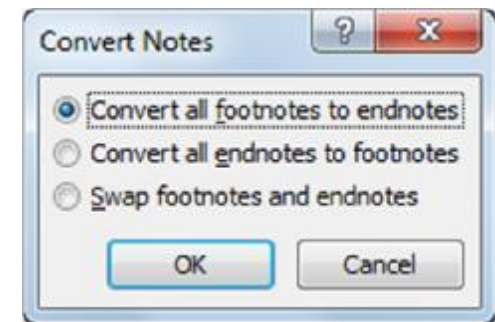 Convert Notes
Convert all footnotes to endnotes
Convert all endnotes to footnotes
Swap footnotes and endnotes
OK Cancel